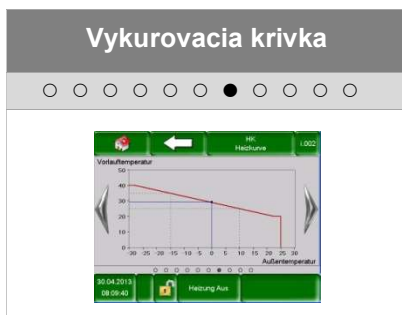 Vykurovacia krivka
HK
Heizkurve
i.002
Vorlauftemperatur
50
40
30
20
10
0
-30 -25 -20 -15 -10 -5 0 5 10 15 20 25 30
Außentemperatur
30.04.2013
08:09:40
Heizung Aus